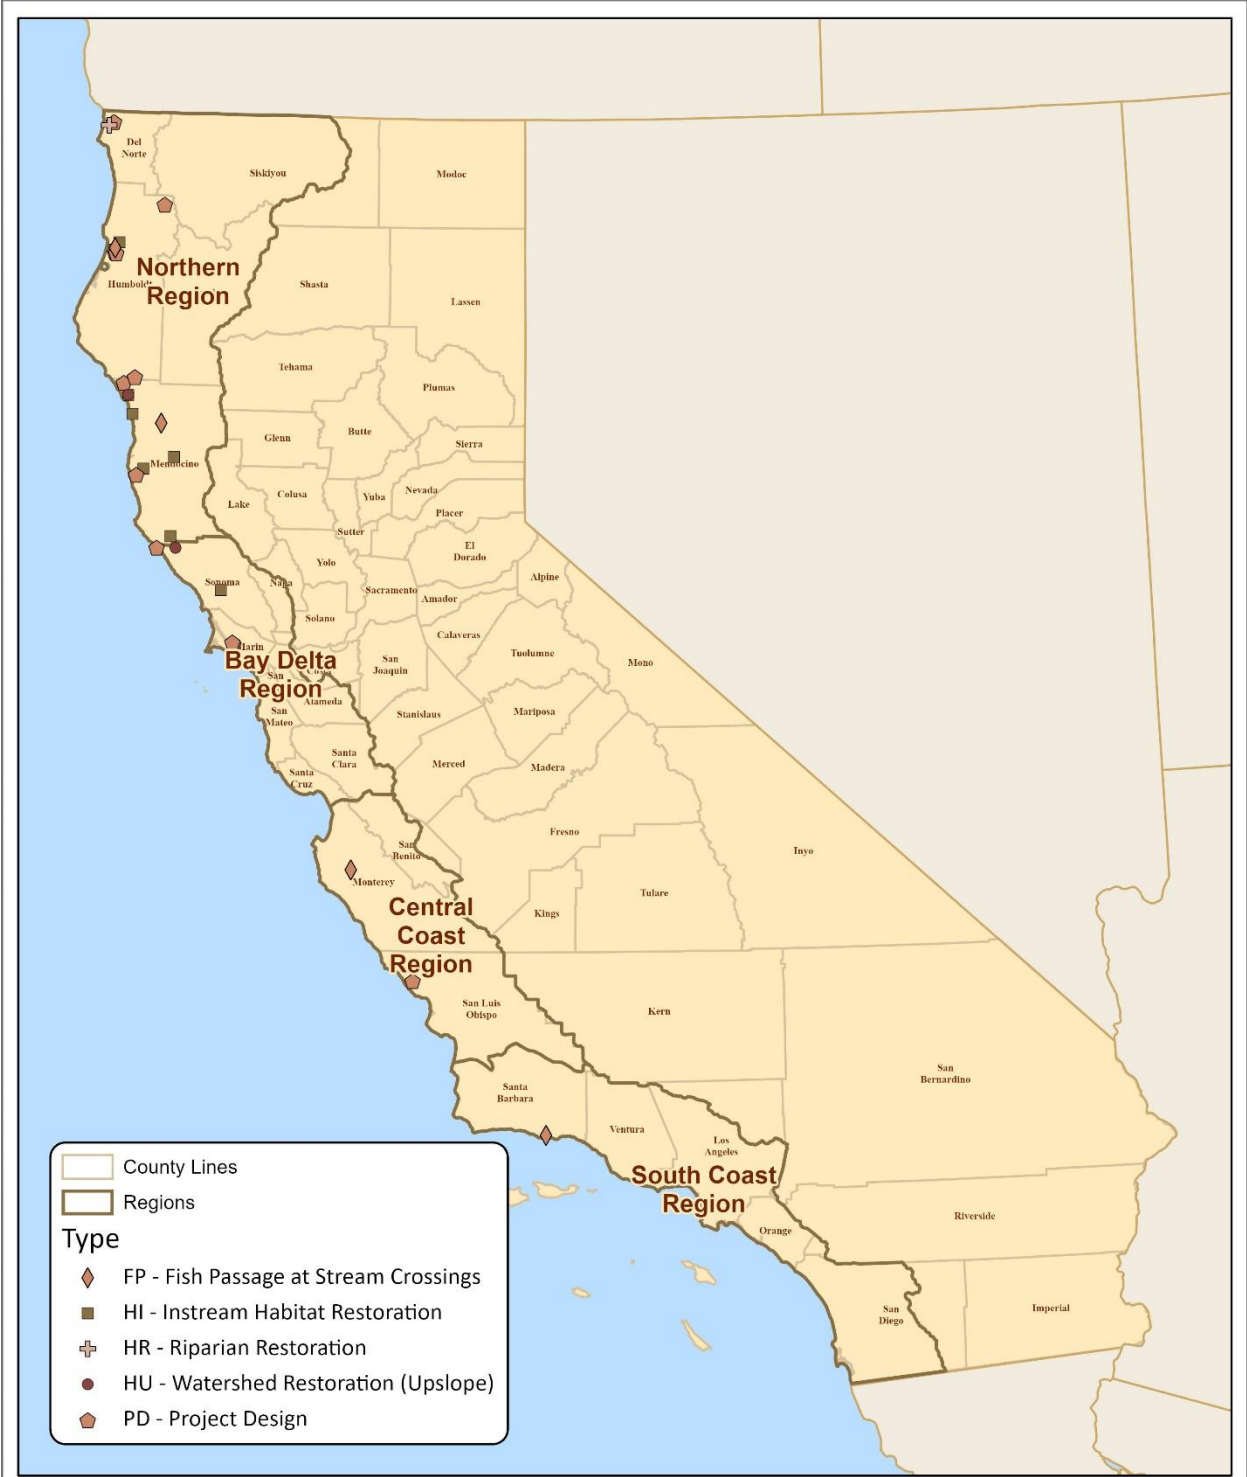 Del
Norte
Siskiyou
Modoc
Northern
Region
Humboldt
Shasta
Lassen
Tehama
Plumas
Glenn
Butte
Sierra
Mendocino
Lake
Colusa
Yuba
Nevada
Placer
Sutter
El
Dorado
Yolo
Sonoma
Napa
Sacramento
Amador
Alpine
Solano
Calaveras
Marin
Bay Delta
Region
San
Costa
San
Joaquin
Tuolumne
Mono
Alameda
San
Mateo
Stanislaus
Mariposa
Santa
Clara
Merced
Madera
Santa
Cruz
Fresno
San
Benito
Inyo
Monterey
Tulare
Kings
Central
Coast
Region
San Luis
Obispo
Kern
San
Bernardino
Santa
Barbara
Ventura
Los
Angeles
South Coast
Region
Orange
Riverside
San
Diego
Imperial
County Lines
Regions
Type
FP - Fish Passage at Stream Crossings
HI - Instream Habitat Restoration
HR - Riparian Restoration
HU - Watershed Restoration (Upslope)
PD - Project Design